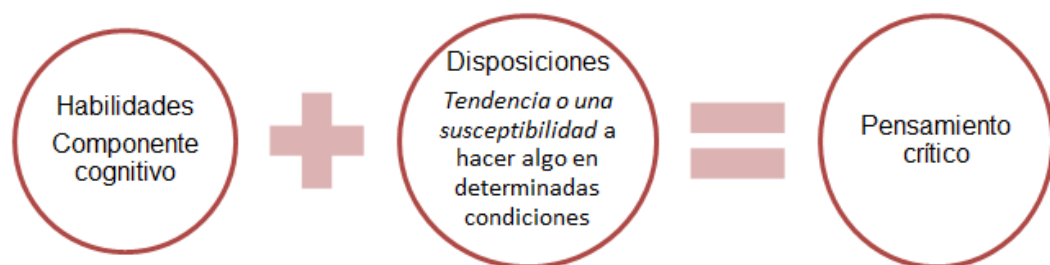 Habilidades
Componente
cognitivo
Disposiciones
Tendencia o una
susceptibilidad a
hacer algo en
determinadas
condiciones
Pensamiento
crítico